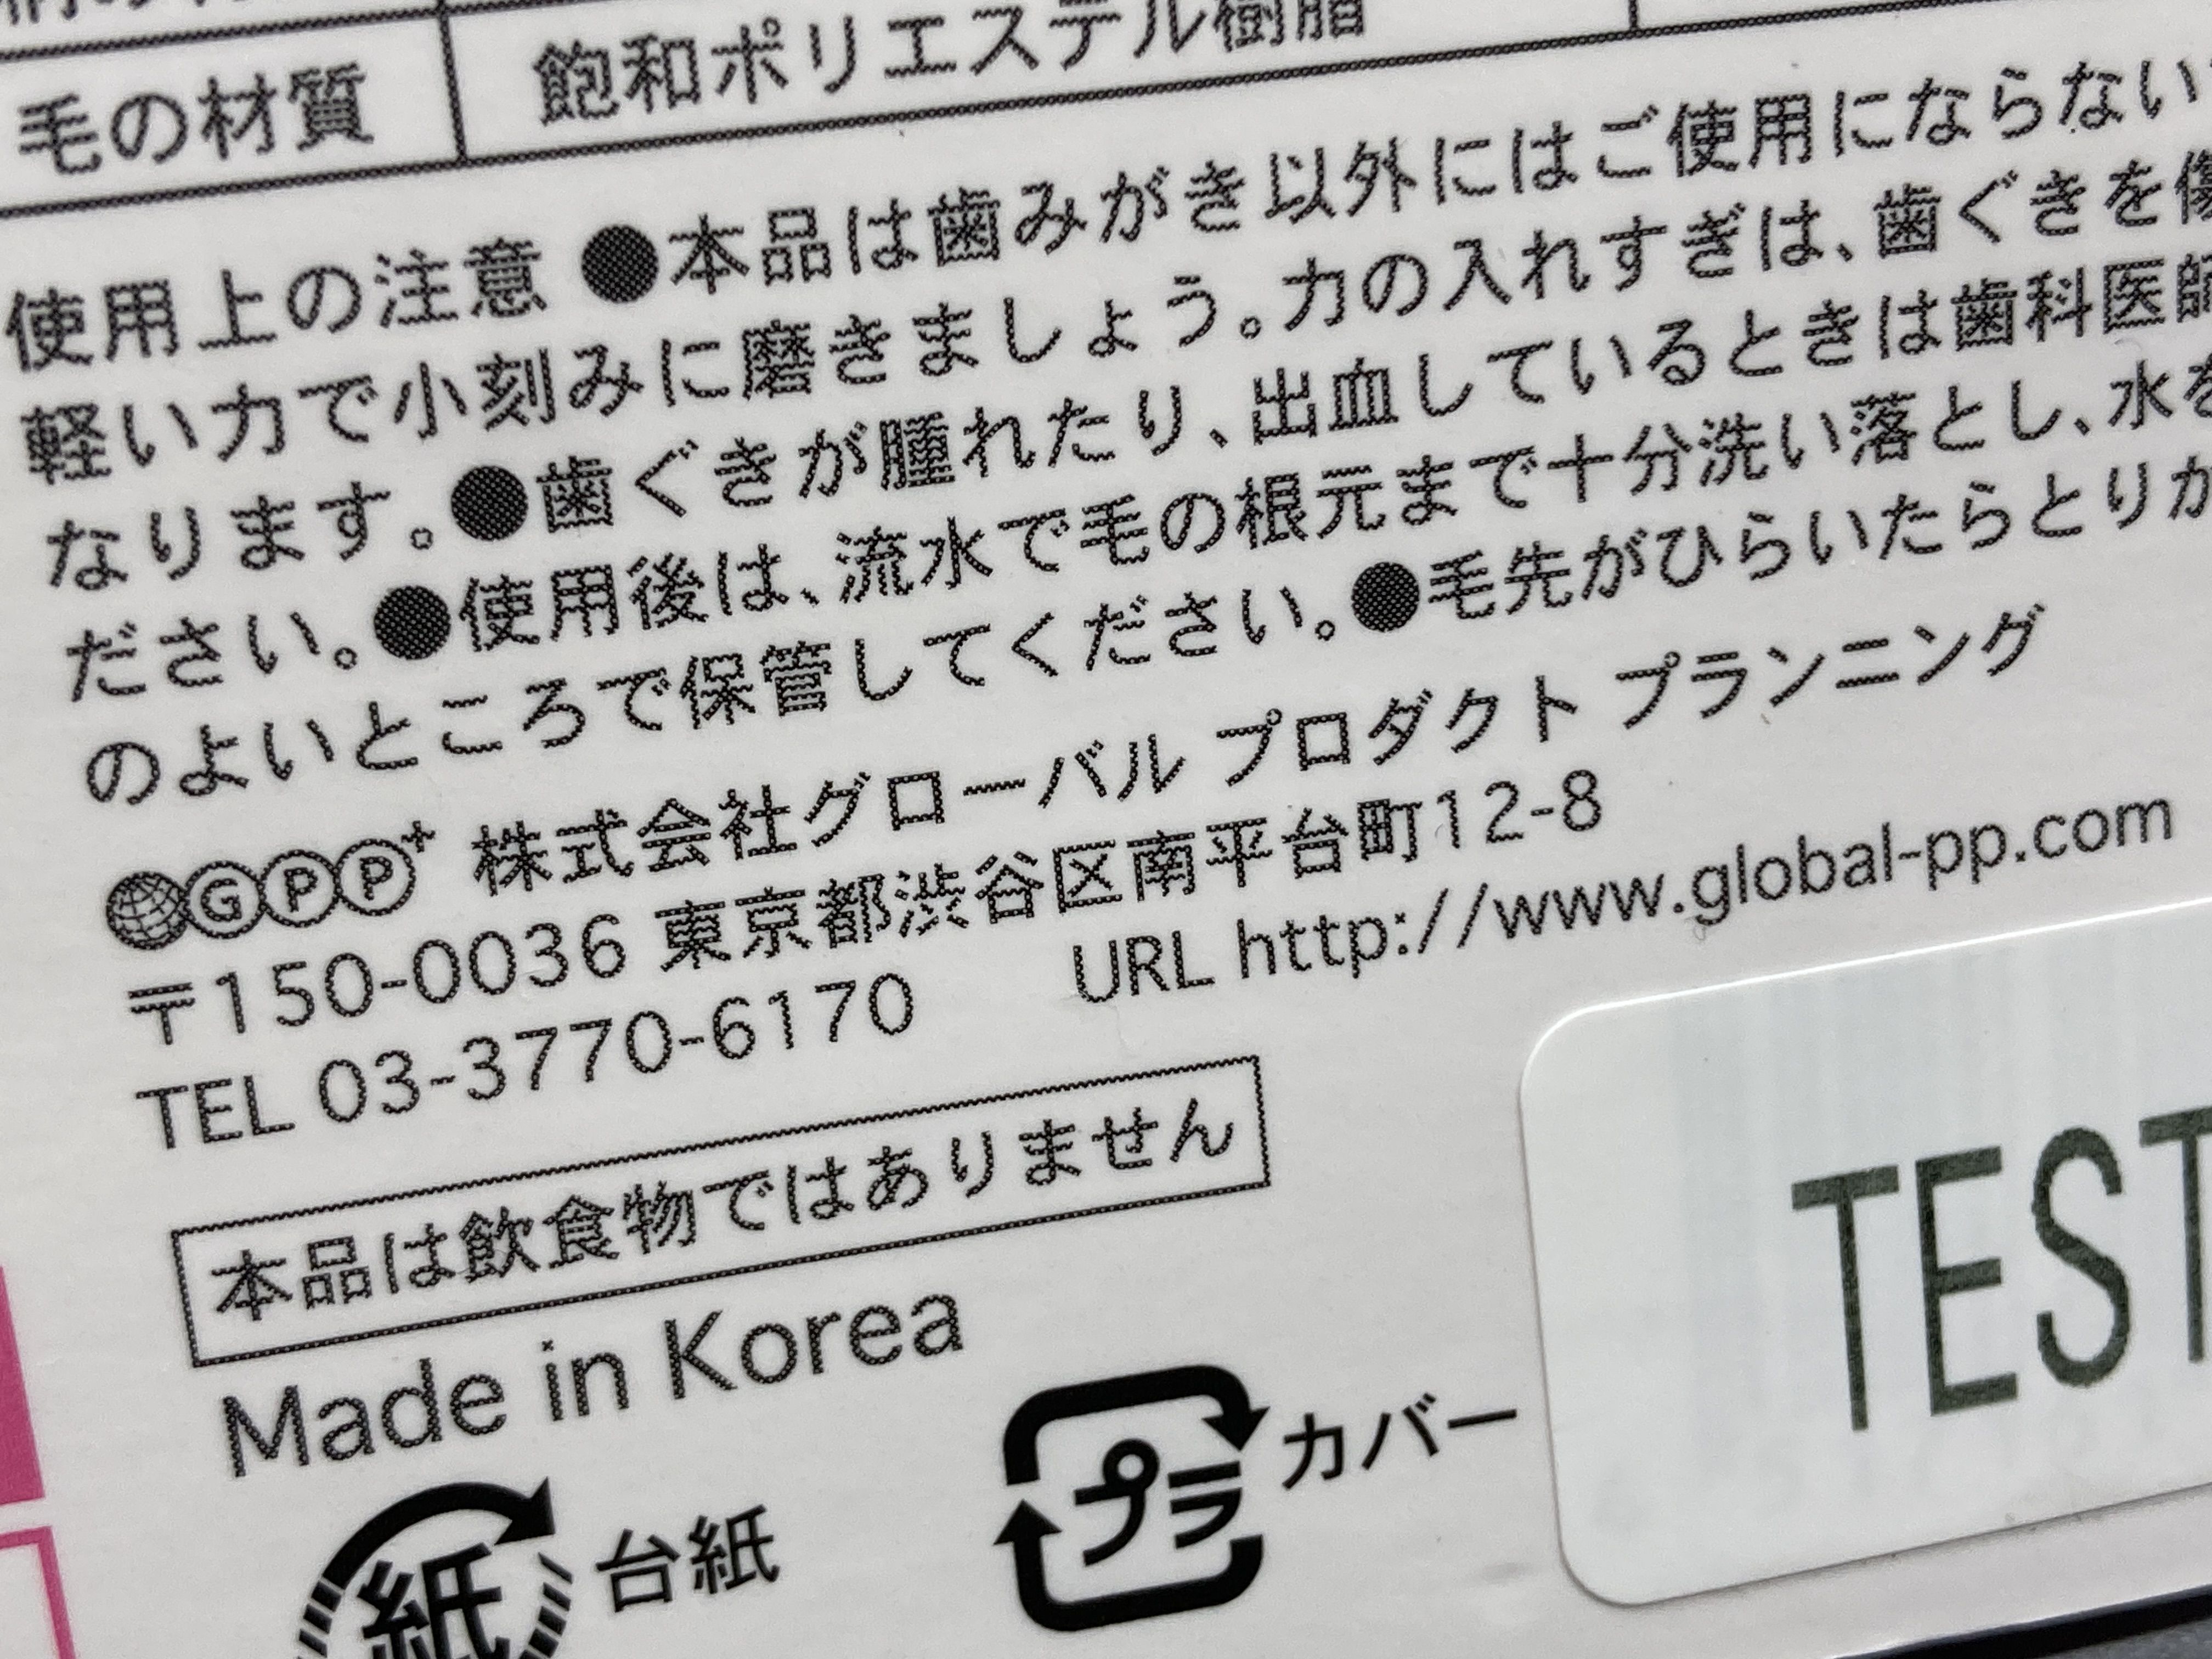 毛の材質 飽和ポリエステル樹脂
使用上の注意 ●本品は歯みがき以外にはご使用にならない
軽い力で小刻みに磨きましょう。力の入れすぎは、歯ぐきを傷
なります。●歯ぐきが腫れたり、出血しているときは歯科医師
ださい。●使用後は、流水で毛の根元まで十分洗い落とし、水を
のよいところで保管してください。●毛先がひらいたらとりか
GPP+ 株式会社グローバル プロダクト プランニング
〒150-0036 東京都渋谷区南平台町12-8
TEL 03-3770-6170 URL http://www.global-pp.com
本品は飲食物ではありません
Made in Korea
紙 台紙
プラ カバー
TEST